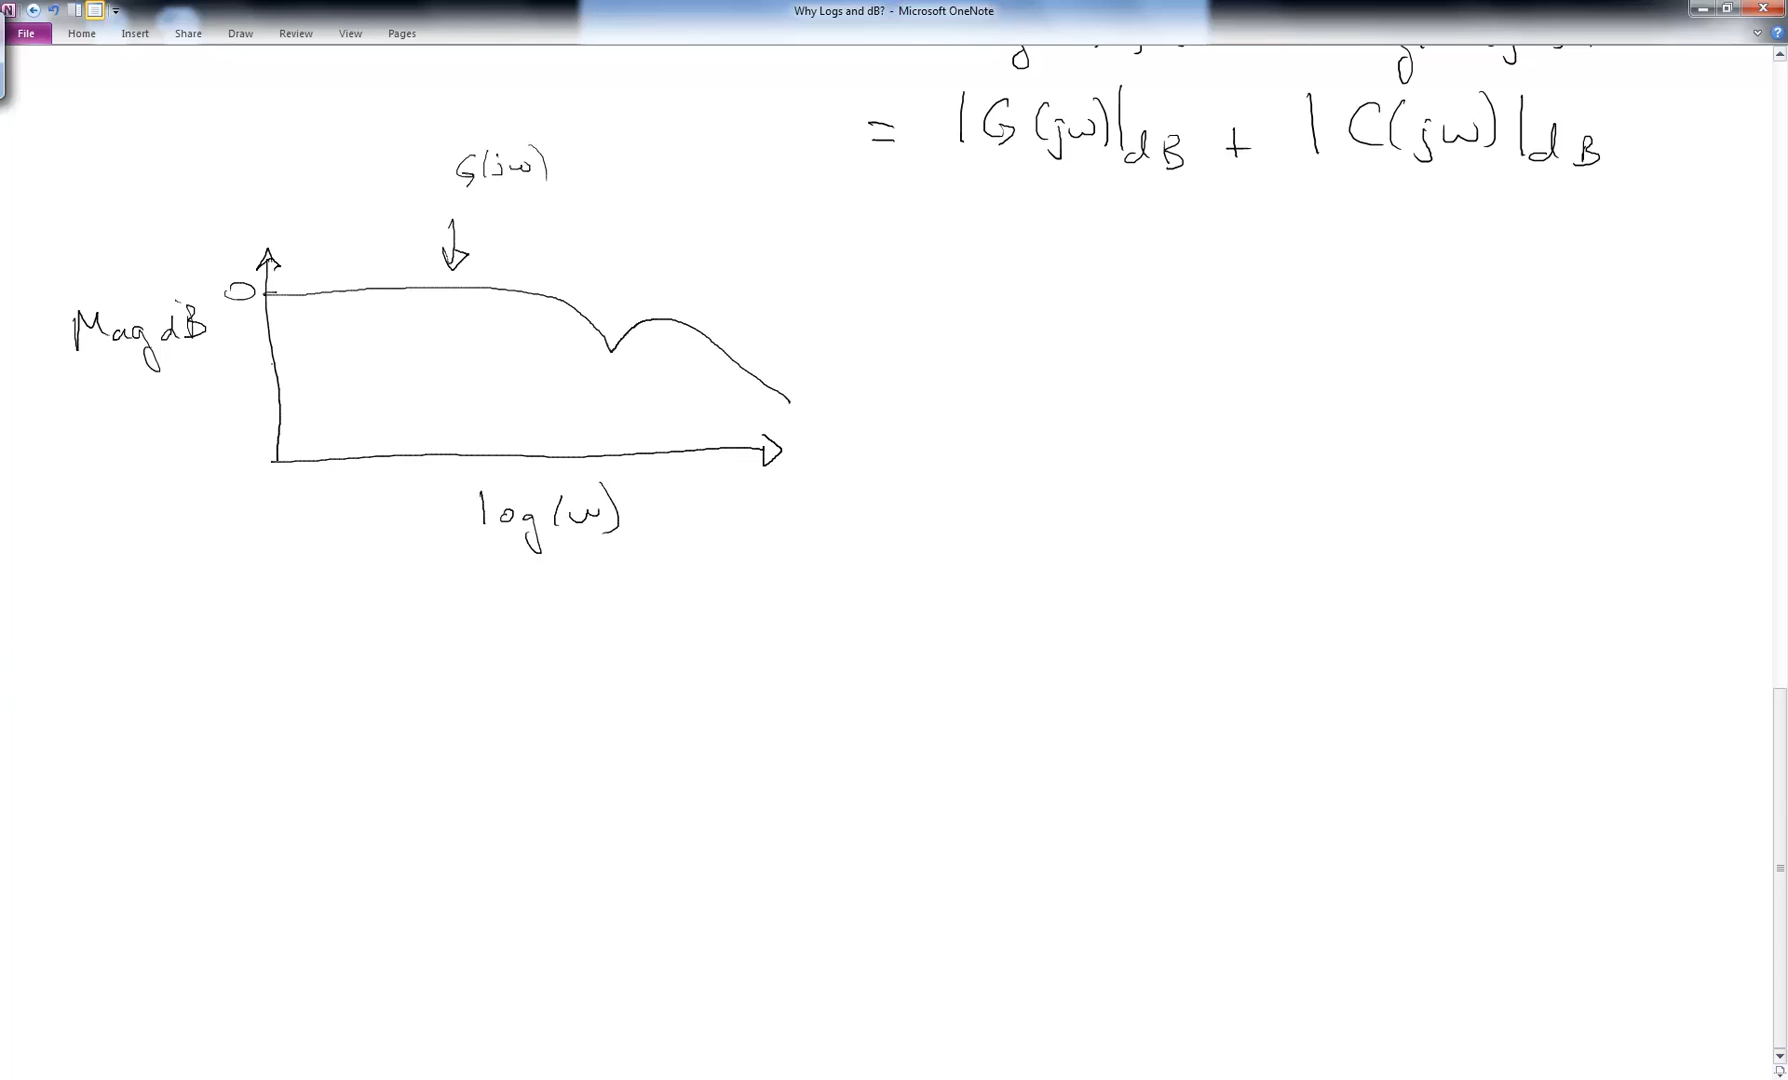 Why Logs and dB? - Microsoft OneNote
File Home Insert Share Draw Review View Pages
= |G(jω)|dB + |C(jω)|dB
G(jω)
0
Mag dB
log(w)